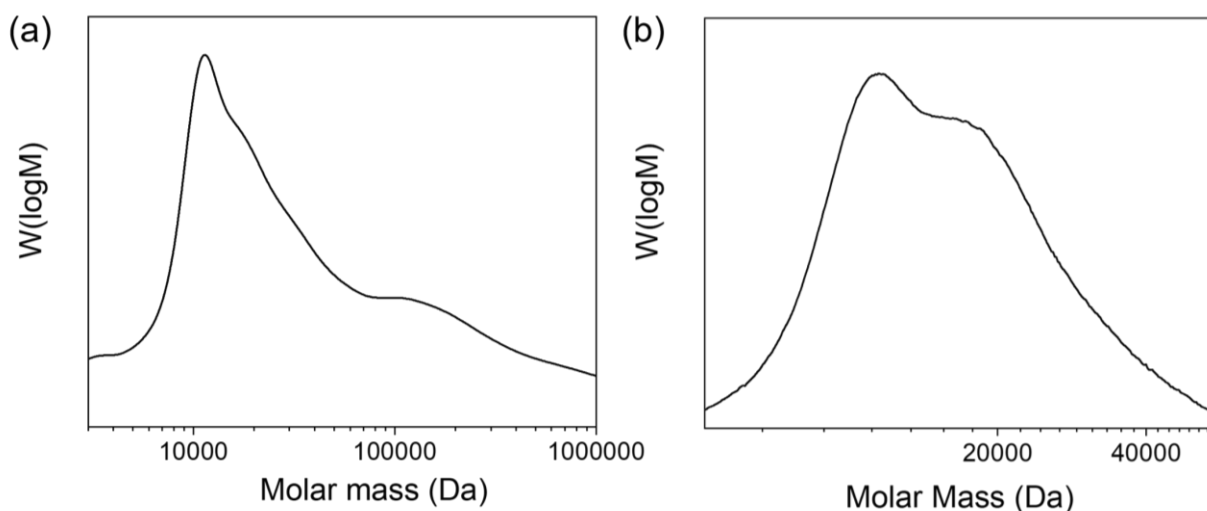 (a)
W(logM)
10000
100000
1000000
Molar mass (Da)
(b)
W(logM)
20000
40000
Molar Mass (Da)